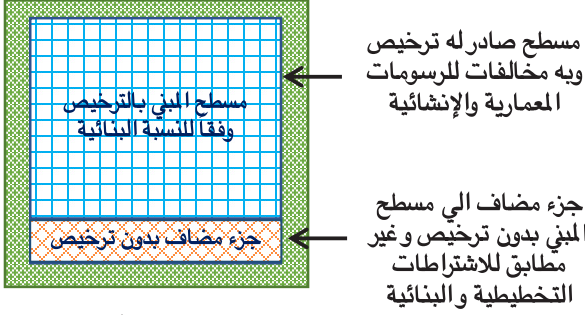 مسطح صادر له ترخيص
وبه مخالفات للرسومات
المعمارية والإنشائية
مسطح المبني بالترخيص
وفقا للنسبة البنائية
جزء مضاف الي مسطح
المبني بدون ترخيص وغير
مطابق للاشتراطات
التخطيطية والبنائية
جزء مضاف بدون ترخيص